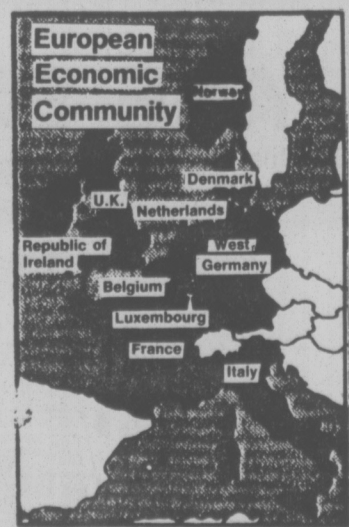 European
Economic
Community
Norway
Denmark
U.K.
Netherlands
Republic of
Ireland
West
Germany
Belgium
Luxembourg
France
Italy